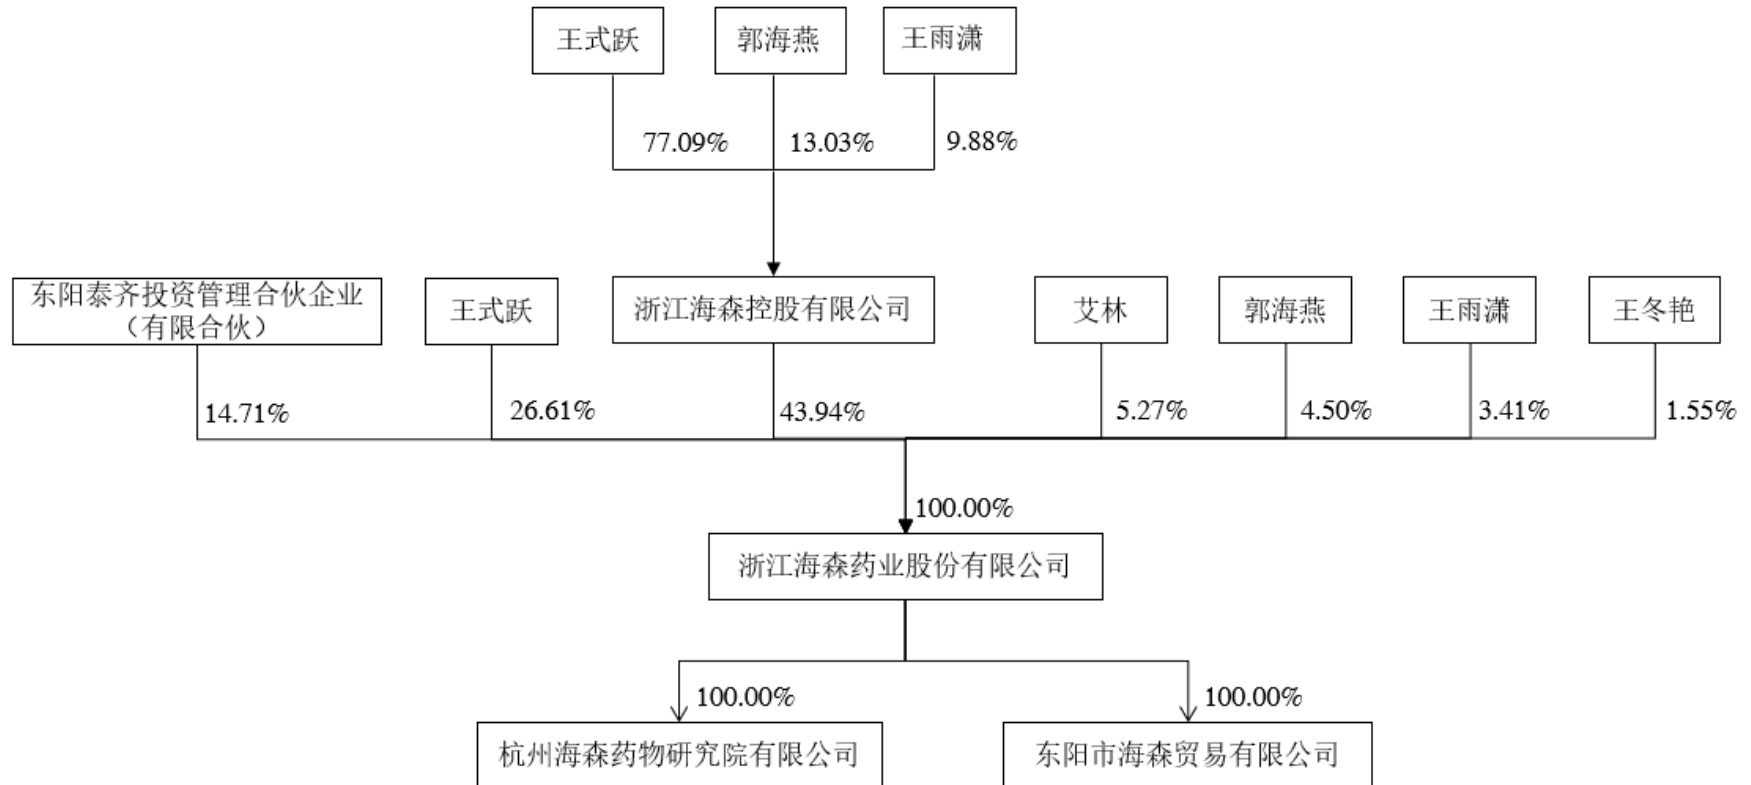 王式跃
郭海燕
王雨潇
77.09%
13.03%
9.88%
东阳泰齐投资管理合伙企业
（有限合伙）
王式跃
浙江海森控股有限公司
艾林
郭海燕
王雨潇
王冬艳
14.71%
26.61%
43.94%
5.27%
4.50%
3.41%
1.55%
100.00%
浙江海森药业股份有限公司
100.00%
100.00%
杭州海森药物研究院有限公司
东阳市海森贸易有限公司